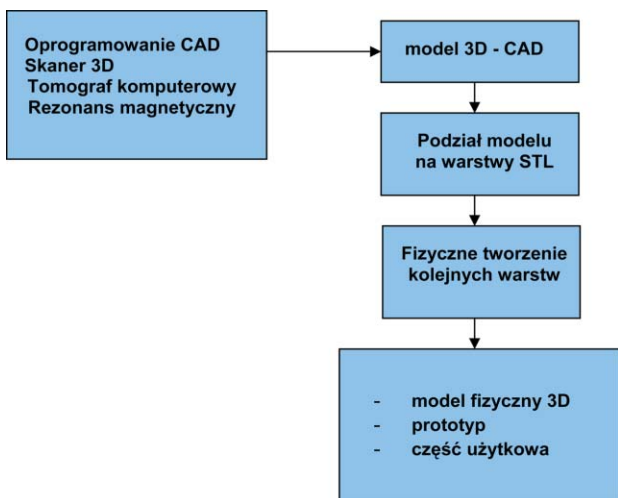 Oprogramowanie CAD
Skaner 3D
Tomograf komputerowy
Rezonans magnetyczny
model 3D - CAD
Podział modelu
na warstwy STL
Fizyczne tworzenie
kolejnych warstw
- model fizyczny 3D
- prototyp
- część użytkowa